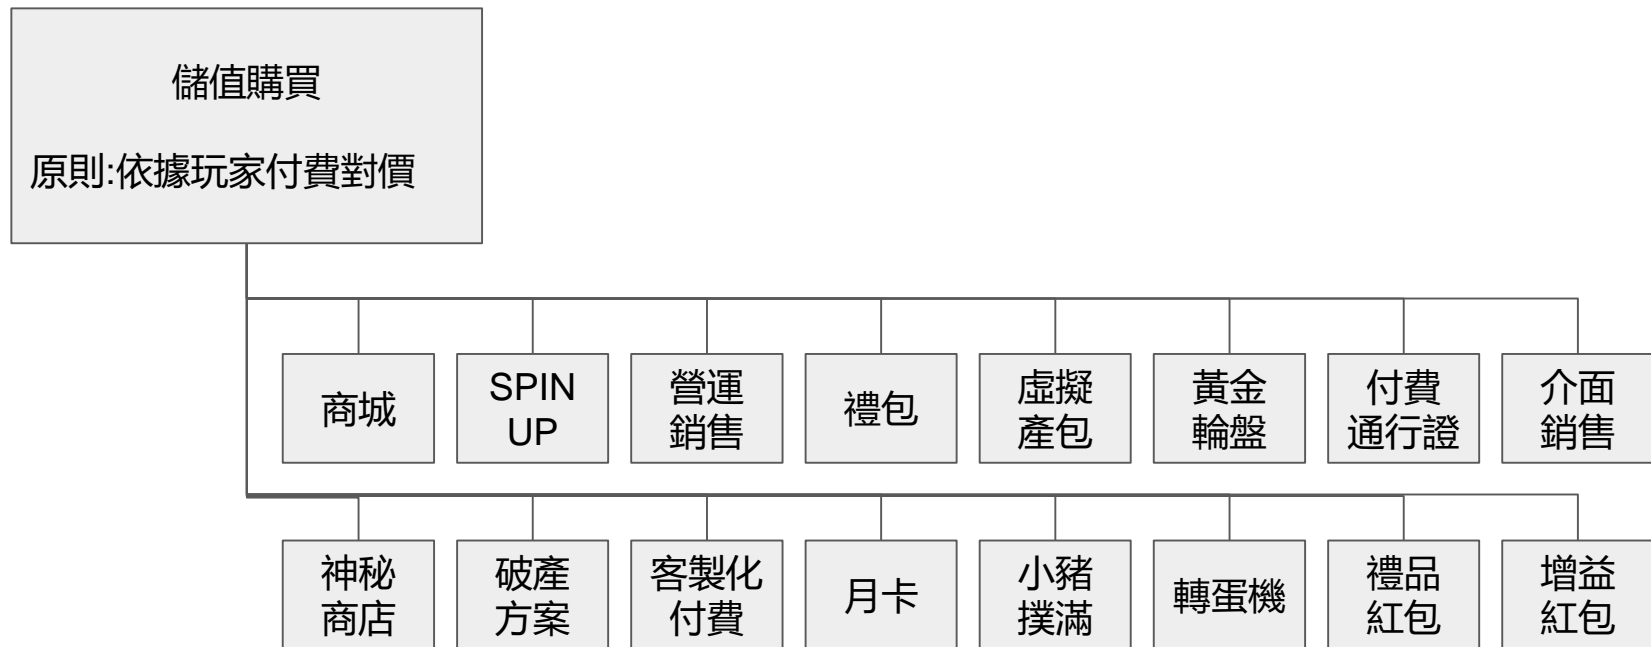 儲值購買
原則:依據玩家付費對價
商城
SPIN
UP
營運
銷售
禮包
虛擬
產包
黃金
輪盤
付費
通行證
介面
銷售
神秘
商店
破產
方案
客製化
付費
月卡
小豬
撲滿
轉蛋機
禮品
紅包
增益
紅包